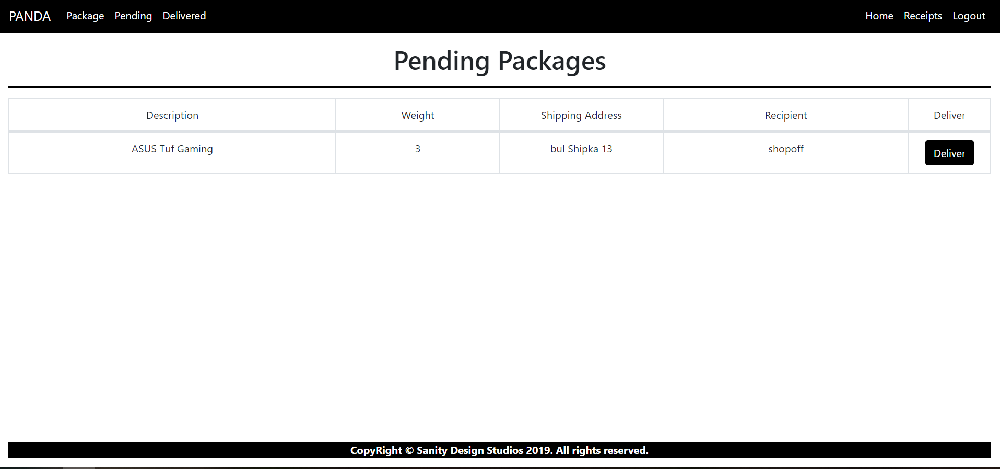 PANDA Package Pending Delivered Home Receipts Logout
Pending Packages
Description Weight Shipping Address Recipient Deliver
ASUS Tuf Gaming 3 bul Shipka 13 shopoff Deliver
CopyRight © Sanity Design Studios 2019. All rights reserved.